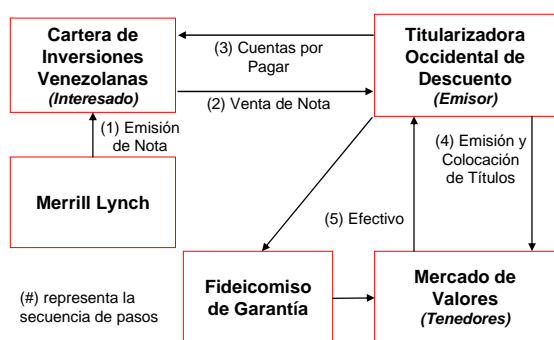 Cartera de
Inversiones
Venezolanas
(Interesado)
(3) Cuentas por
Pagar
(2) Venta de Nota
Titularizadora
Occidental de
Descuento
(Emisor)
(1) Emisión
de Nota
(4) Emisión y
Colocación
de Títulos
Merrill Lynch
(5) Efectivo
Fideicomiso
de Garantía
Mercado de
Valores
(Tenedores)
(#) representa la
secuencia de pasos